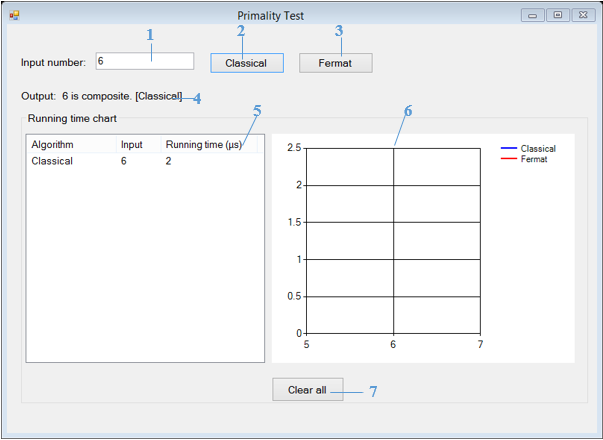 Primality Test
1 2 3
Input number: 6 Classical Fermat
Output: 6 is composite. [Classical] 4
Running time chart 5 6
Algorithm Input Running time (µs)
Classical 6 2
2.5
2
1.5
1
0.5
0
5 6 7
Classical
Fermat
Clear all 7